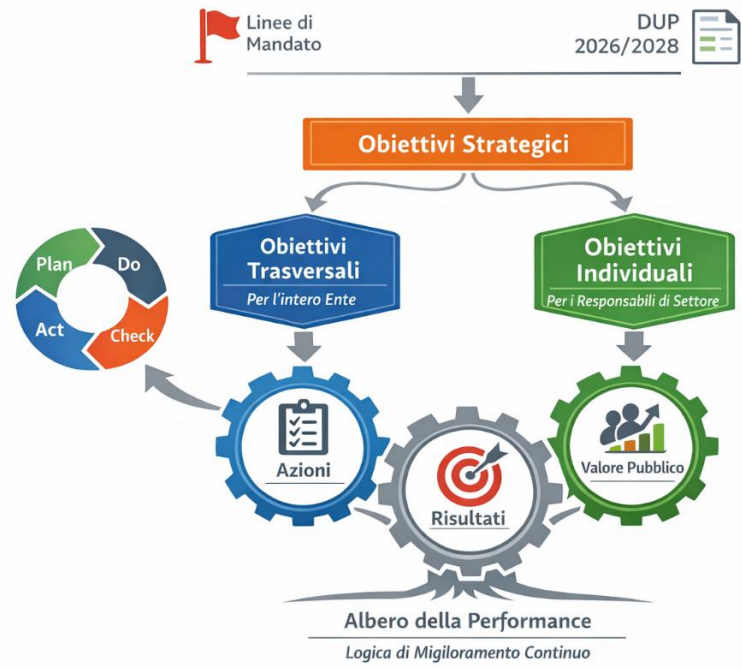 Linee di
Mandato
DUP
2026/2028
Obiettivi Strategici
Obiettivi
Trasversali
Per l'intero Ente
Obiettivi
Individuali
Per i Responsabili di Settore
Plan
Do
Act
Check
Azioni
Risultati
Valore Pubblico
Albero della Performance
Logica di Migiloramento Continuo